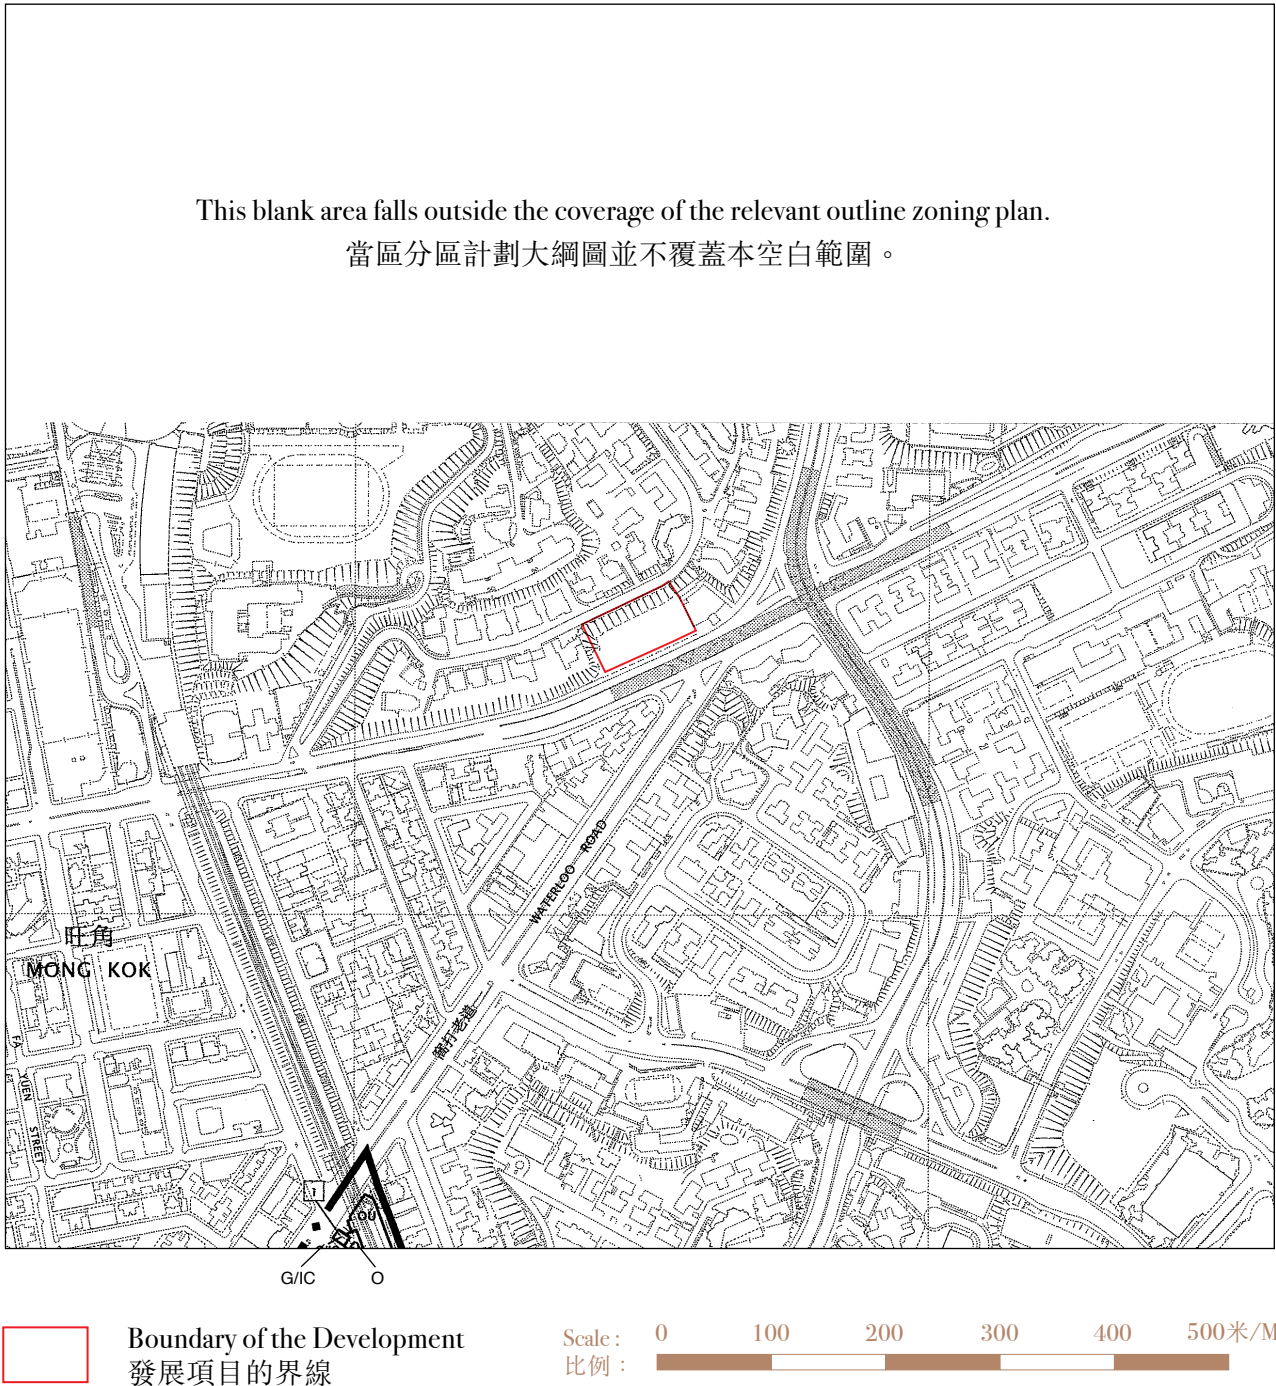 This blank area falls outside the coverage of the relevant outline zoning plan.
當區分區計劃大綱圖並不覆蓋本空白範圍。
WATERLOO ROAD
旺角
MONG KOK
窩打老道
FA YUEN STREET
1
OU
G/IC
O
Boundary of the Development
發展項目的界線
Scale : 0 100 200 300 400 500米/M
比例 :